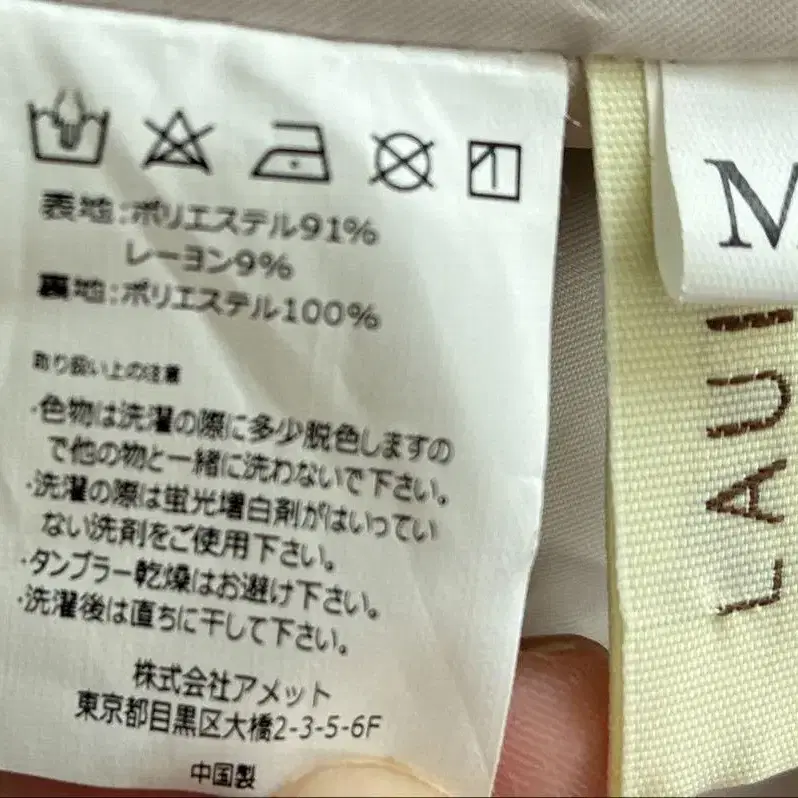 表地:ポリエステル91%
レーヨン9%
裏地:ポリエステル100%
取り扱い上の注意
・色物は洗濯の際に多少脱色しますの
で他の物と一緒に洗わないで下さい。
・洗濯の際は蛍光増白剤がはいってい
ない洗剤をご使用下さい。
・タンブラー乾燥はお避け下さい。
・洗濯後は直ちに干して下さい。
株式会社アメット
東京都目黒区大橋2-3-5-6F
中国製
M